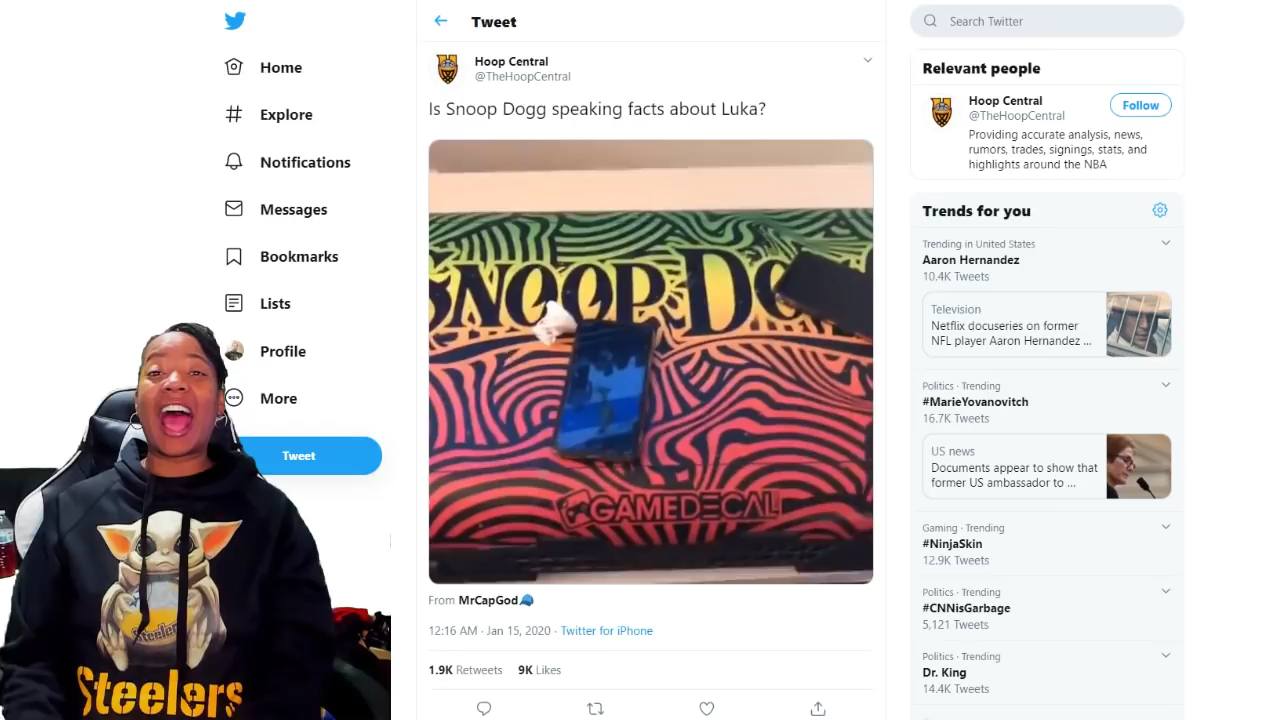 Home
Explore
Notifications
Messages
Bookmarks
Lists
Profile
More
Tweet
Steelers
Steelers
Tweet
Hoop Central
@TheHoopCentral
Is Snoop Dogg speaking facts about Luka?
GAMEDECALL
From MrCapGod🧢
12:16 AM · Jan 15, 2020 · Twitter for iPhone
1.9K Retweets 9K Likes
Search Twitter
Relevant people
Hoop Central
@TheHoopCentral
Follow
Providing accurate analysis, news,
rumors, trades, signings, stats, and
highlights around the NBA
Trends for you
Trending in United States
Aaron Hernandez
10.4K Tweets
Television
Netflix docuseries on former
NFL player Aaron Hernandez ...
Politics · Trending
#MarieYovanovitch
16.7K Tweets
US news
Documents appear to show that
former US ambassador to ...
Gaming · Trending
#NinjaSkin
12.9K Tweets
Politics · Trending
#CNNisGarbage
5,121 Tweets
Politics · Trending
Dr. King
14.4K Tweets